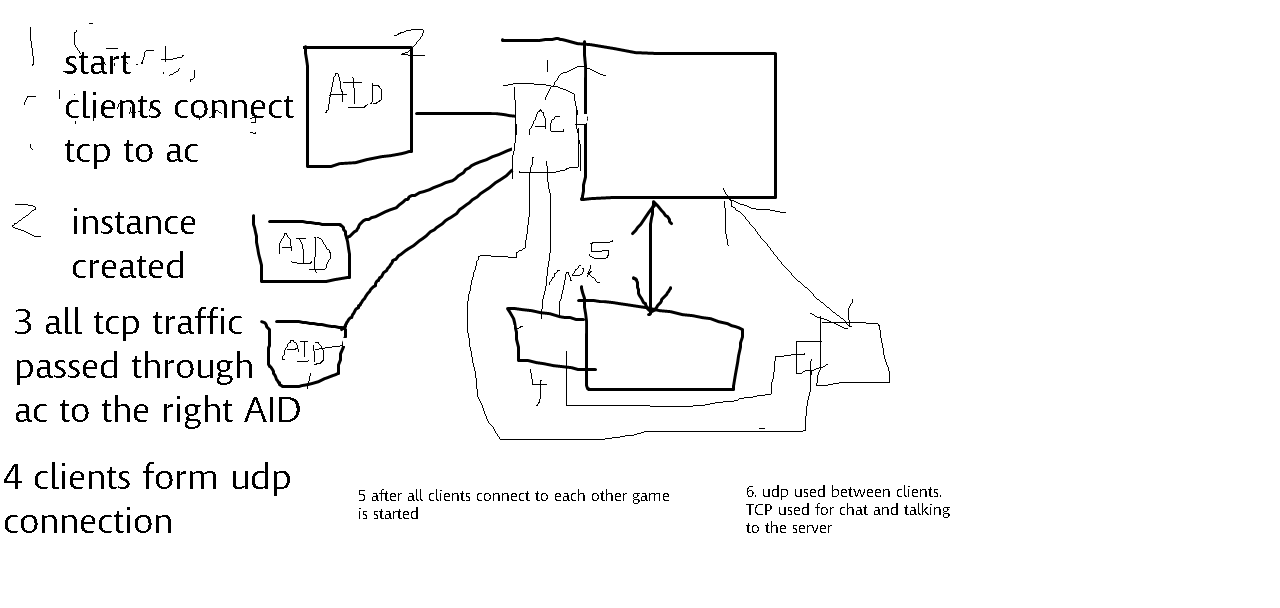 1 start
clients connect
tcp to ac
2 instance
created
3 all tcp traffic
passed through
ac to the right AID
4 clients form udp
connection
AID
2
1
AC
AID
AID
5
ok
4
5 after all clients connect to each other game
is started
6. udp used between clients.
TCP used for chat and talking
to the server